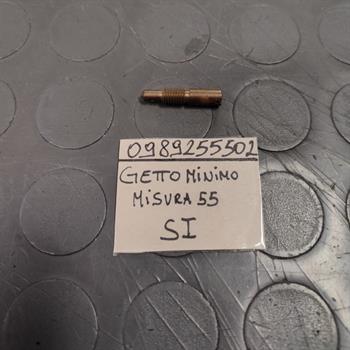 0989255502
GETTO MINIMO
MISURA 55
SI